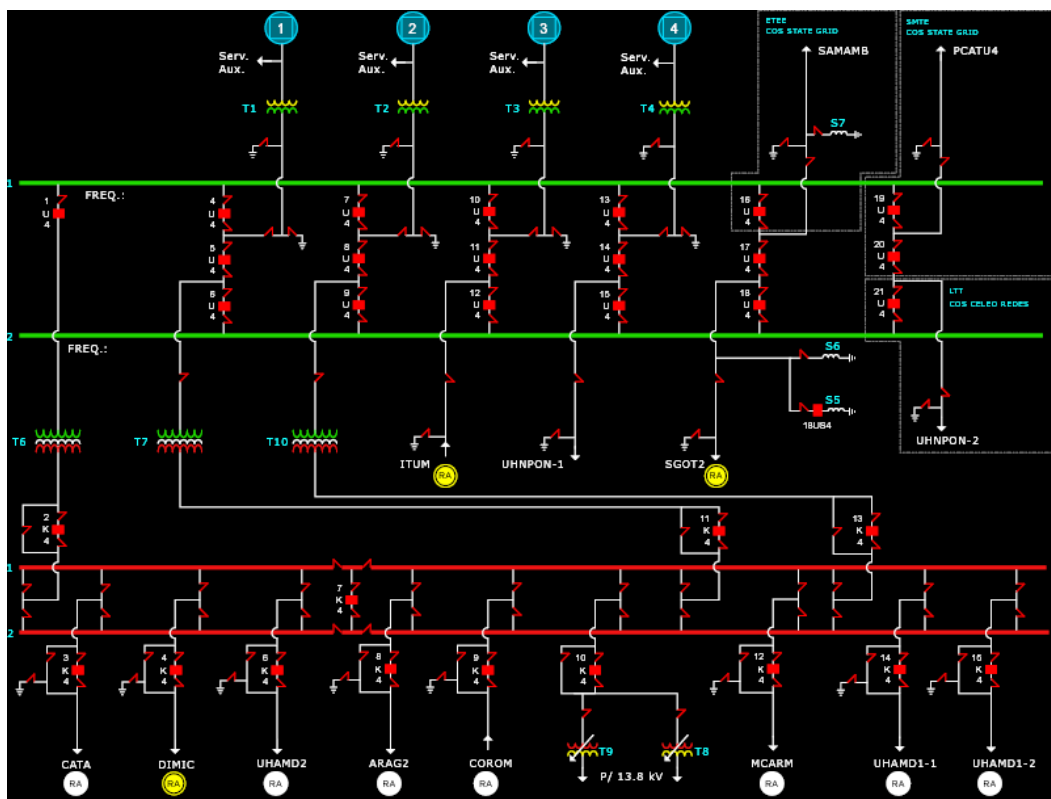 1
2
3
4
ETEE
COS STATE GRID
SMTE
COS STATE GRID
SAMAMB
PCATU4
Serv.
Aux.
Serv.
Aux.
Serv.
Aux.
Serv.
Aux.
T1
T2
T3
T4
S7
1
FREQ.:
1
U
4
4
U
4
7
U
4
10
U
4
13
U
4
16
U
4
19
U
4
5
U
4
8
U
4
11
U
4
14
U
4
17
U
4
20
U
4
6
U
4
9
U
4
12
U
4
15
U
4
18
U
4
21
U
4
LTT
COS CELEO REDES
2
FREQ.:
S6
S5
18US4
T6
T7
T10
ITUM
RA
UHNPON-1
SGOT2
RA
UHNPON-2
2
K
4
11
K
4
13
K
4
1
7
K
4
2
3
K
4
4
K
4
6
K
4
8
K
4
9
K
4
10
K
4
12
K
4
14
K
4
15
K
4
T9
T8
P/ 13.8 kV
CATA
RA
DIMIC
RA
UHAMD2
RA
ARAG2
RA
COROM
RA
MCARM
RA
UHAMD1-1
RA
UHAMD1-2
RA